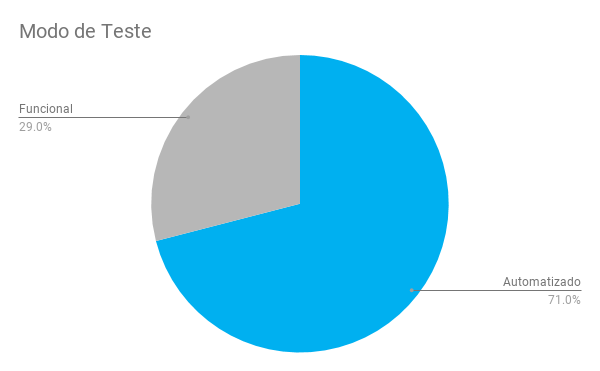 Modo de Teste
Funcional
29.0%
Automatizado
71.0%